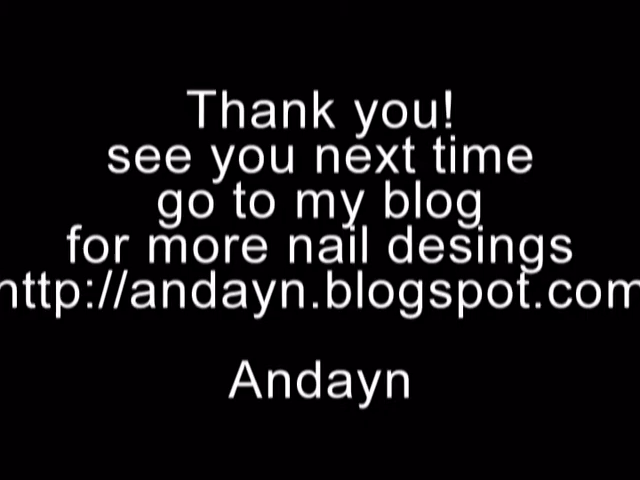 Thank you!
see you next time
go to my blog
for more nail desings
http://andayn.blogspot.com
Andayn